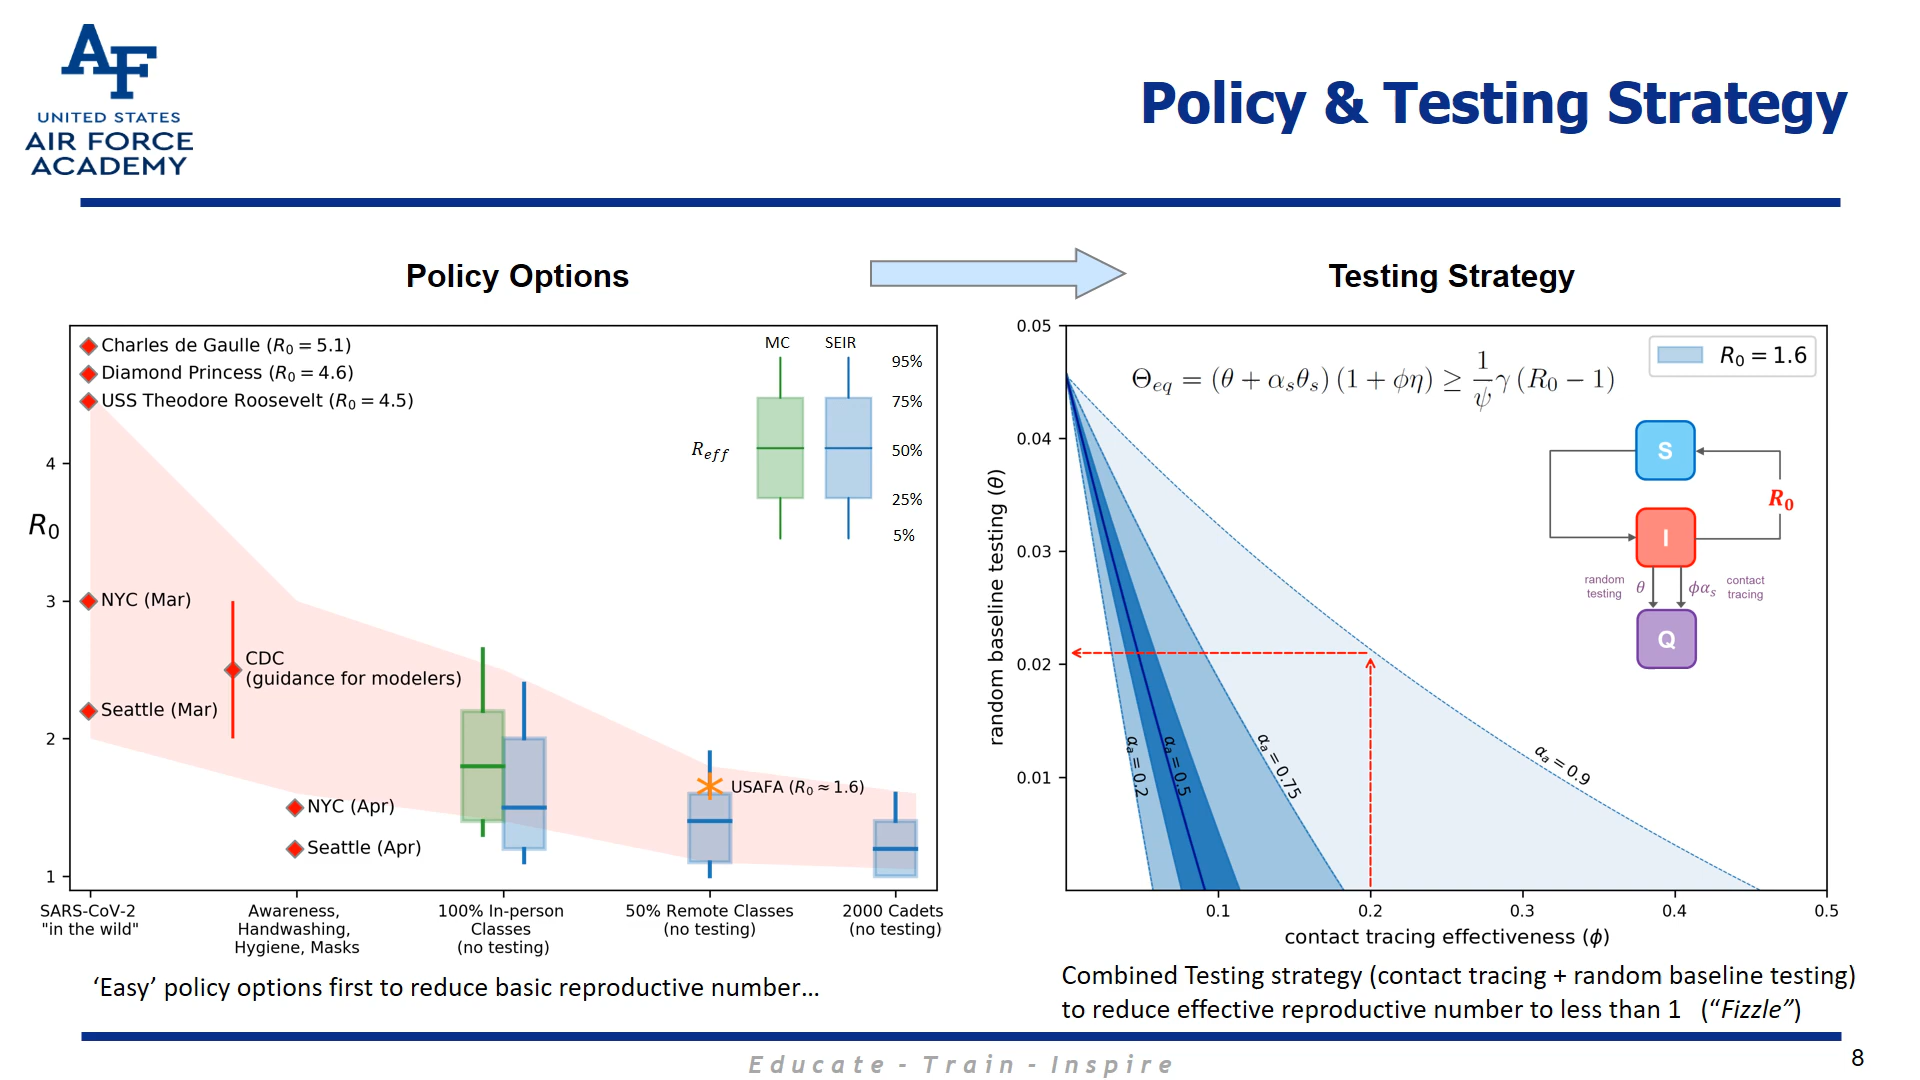 AF
UNITED STATES
AIR FORCE
ACADEMY
Policy & Testing Strategy
Policy Options
Testing Strategy
Charles de Gaulle (R₀ = 5.1)
Diamond Princess (R₀ = 4.6)
USS Theodore Roosevelt (R₀ = 4.5)
MC
SEIR
95%
75%
50%
25%
5%
R_eff
4
3
2
1
R₀
NYC (Mar)
CDC
(guidance for modelers)
Seattle (Mar)
NYC (Apr)
Seattle (Apr)
USAFA (R₀ ≈ 1.6)
SARS-CoV-2
"in the wild"
Awareness,
Handwashing,
Hygiene, Masks
100% In-person
Classes
(no testing)
50% Remote Classes
(no testing)
2000 Cadets
(no testing)
‘Easy’ policy options first to reduce basic reproductive number...
0.05
0.04
0.03
0.02
0.01
random baseline testing (θ)
Θ_eq = (θ + α_sθ_s) (1 + ϕη) ≥ 1/ψ γ (R₀ − 1)
R₀ = 1.6
S
R₀
I
random
testing
θ
ϕα_s
contact
tracing
Q
α_a = 0.2
α_a = 0.5
α_a = 0.75
α_a = 0.9
0.1
0.2
0.3
0.4
0.5
contact tracing effectiveness (ϕ)
Combined Testing strategy (contact tracing + random baseline testing)
to reduce effective reproductive number to less than 1 (“Fizzle”)
Educate - Train - Inspire
8